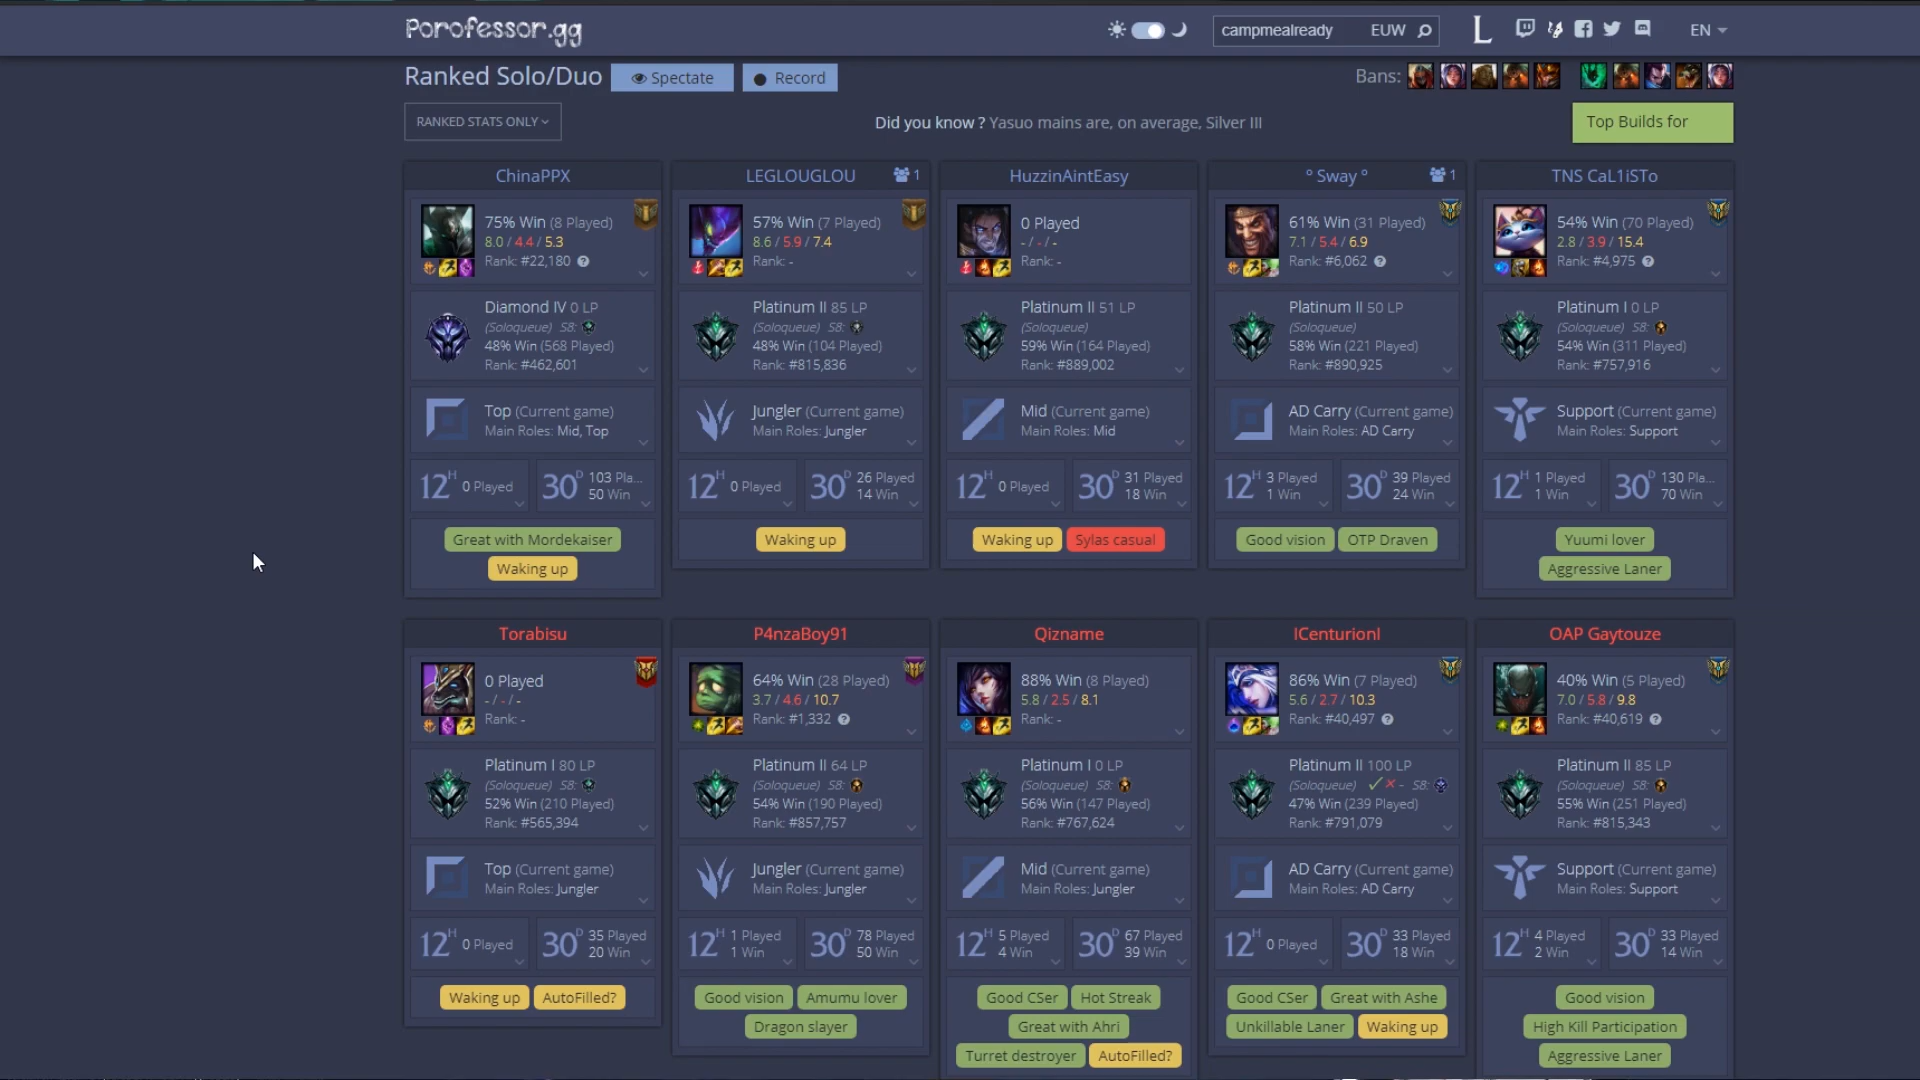 Porofessor.gg
campmealready EUW
L
EN
Ranked Solo/Duo Spectate Record
Bans:
RANKED STATS ONLY
Did you know ? Yasuo mains are, on average, Silver III
Top Builds for
ChinaPPX
75% Win (8 Played)
8.0 / 4.4 / 5.3
Rank: #22,180
Diamond IV 0 LP
(Soloqueue) S8:
48% Win (568 Played)
Rank: #462,601
Top (Current game)
Main Roles: Mid, Top
12H 0 Played
30D 103 Pla...
50 Win
Great with Mordekaiser
Waking up
LEGLOUGLOU 1
57% Win (7 Played)
8.6 / 5.9 / 7.4
Rank: -
Platinum II 85 LP
(Soloqueue) S8:
48% Win (104 Played)
Rank: #815,836
Jungler (Current game)
Main Roles: Jungler
12H 0 Played
30D 26 Played
14 Win
Waking up
HuzzinAintEasy
0 Played
- / - / -
Rank: -
Platinum II 51 LP
(Soloqueue)
59% Win (164 Played)
Rank: #889,002
Mid (Current game)
Main Roles: Mid
12H 0 Played
30D 31 Played
18 Win
Waking up Sylas casual
° Sway ° 1
61% Win (31 Played)
7.1 / 5.4 / 6.9
Rank: #6,062
Platinum II 50 LP
(Soloqueue)
58% Win (221 Played)
Rank: #890,925
AD Carry (Current game)
Main Roles: AD Carry
12H 3 Played
1 Win
30D 39 Played
24 Win
Good vision OTP Draven
TNS CaL1iSTo
54% Win (70 Played)
2.8 / 3.9 / 15.4
Rank: #4,975
Platinum I 0 LP
(Soloqueue) S8:
54% Win (311 Played)
Rank: #757,916
Support (Current game)
Main Roles: Support
12H 1 Played
1 Win
30D 130 Pla...
70 Win
Yuumi lover
Aggressive Laner
Torabisu
0 Played
- / - / -
Rank: -
Platinum I 80 LP
(Soloqueue) S8:
52% Win (210 Played)
Rank: #565,394
Top (Current game)
Main Roles: Jungler
12H 0 Played
30D 35 Played
20 Win
Waking up AutoFilled?
P4nzaBoy91
64% Win (28 Played)
3.7 / 4.6 / 10.7
Rank: #1,332
Platinum II 64 LP
(Soloqueue) S8:
54% Win (190 Played)
Rank: #857,757
Jungler (Current game)
Main Roles: Jungler
12H 1 Played
1 Win
30D 78 Played
50 Win
Good vision Amumu lover
Dragon slayer
Qizname
88% Win (8 Played)
5.8 / 2.5 / 8.1
Rank: -
Platinum I 0 LP
(Soloqueue) S8:
56% Win (147 Played)
Rank: #767,624
Mid (Current game)
Main Roles: Jungler
12H 5 Played
4 Win
30D 67 Played
39 Win
Good CSer Hot Streak
Great with Ahri
Turret destroyer AutoFilled?
ICenturionI
86% Win (7 Played)
5.6 / 2.7 / 10.3
Rank: #40,497
Platinum II 100 LP
(Soloqueue) ✓✕- S8:
47% Win (239 Played)
Rank: #791,079
AD Carry (Current game)
Main Roles: AD Carry
12H 0 Played
30D 33 Played
18 Win
Good CSer Great with Ashe
Unkillable Laner Waking up
OAP Gaytouze
40% Win (5 Played)
7.0 / 5.8 / 9.8
Rank: #40,619
Platinum II 85 LP
(Soloqueue) S8:
55% Win (251 Played)
Rank: #815,343
Support (Current game)
Main Roles: Support
12H 4 Played
2 Win
30D 33 Played
14 Win
Good vision
High Kill Participation
Aggressive Laner